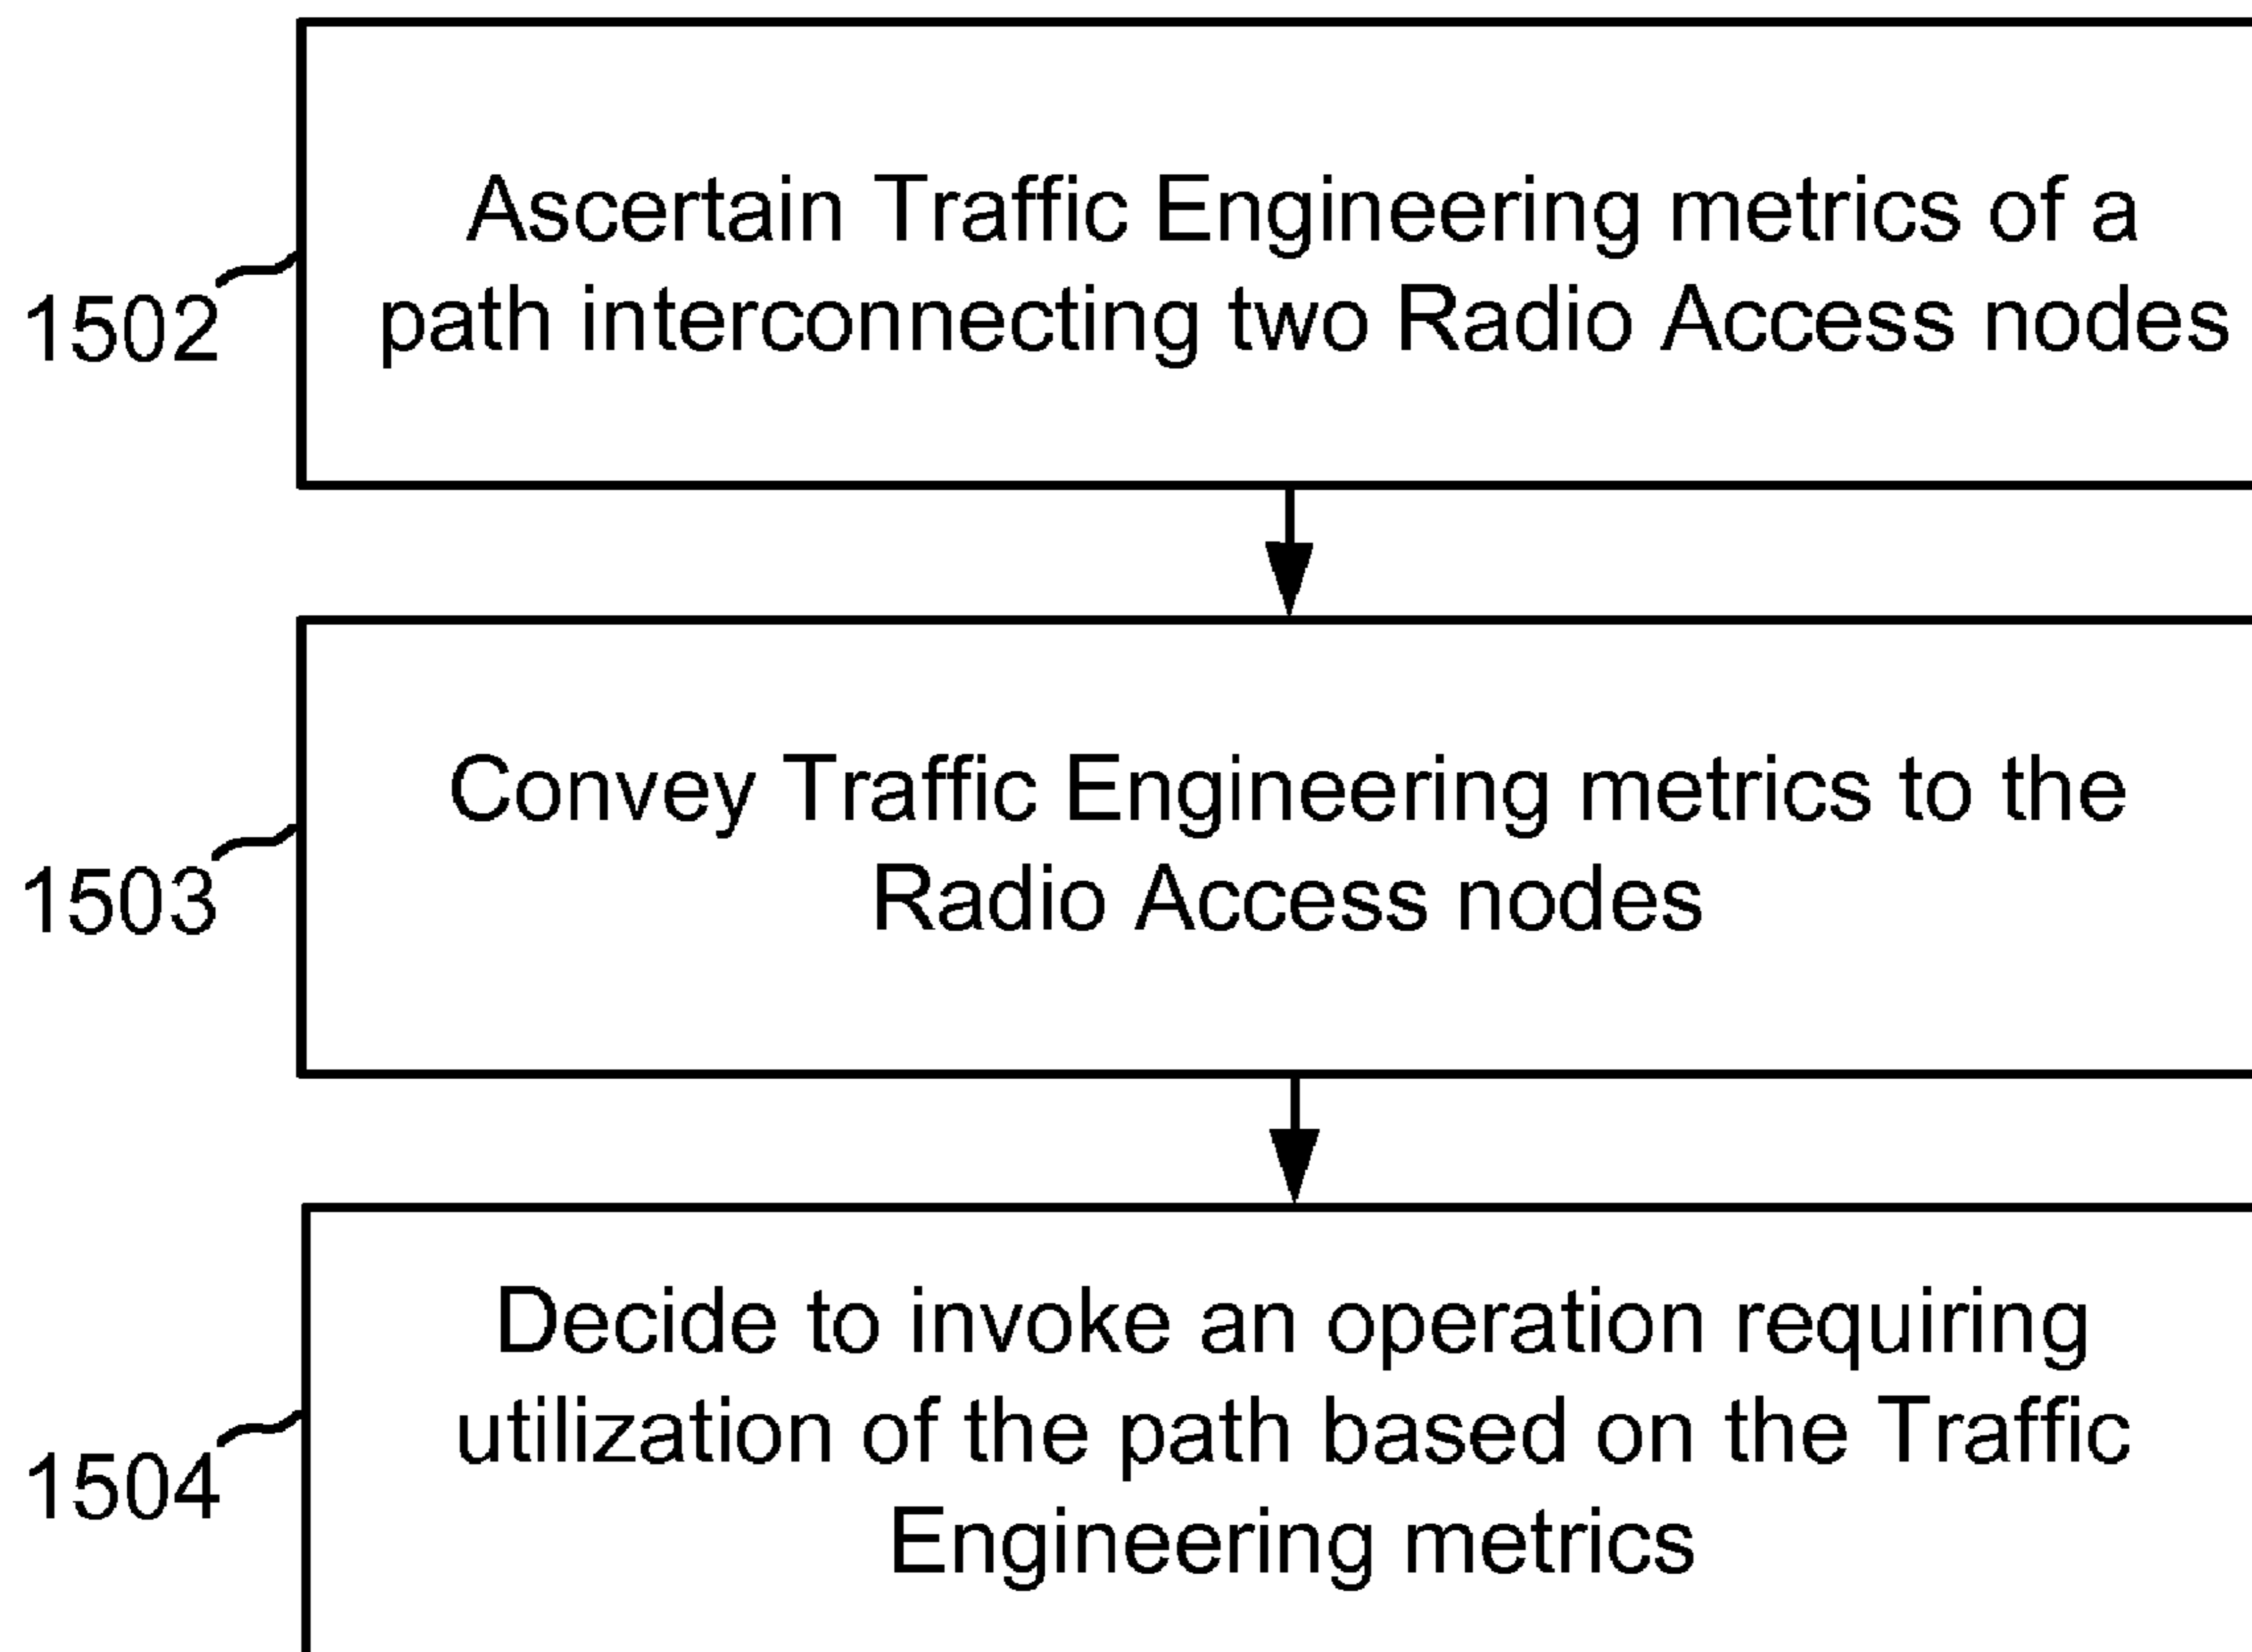 Ascertain Traffic Engineering metrics of a
path interconnecting two Radio Access nodes
1502
Convey Traffic Engineering metrics to the
Radio Access nodes
1503
Decide to invoke an operation requiring
utilization of the path based on the Traffic
Engineering metrics
1504